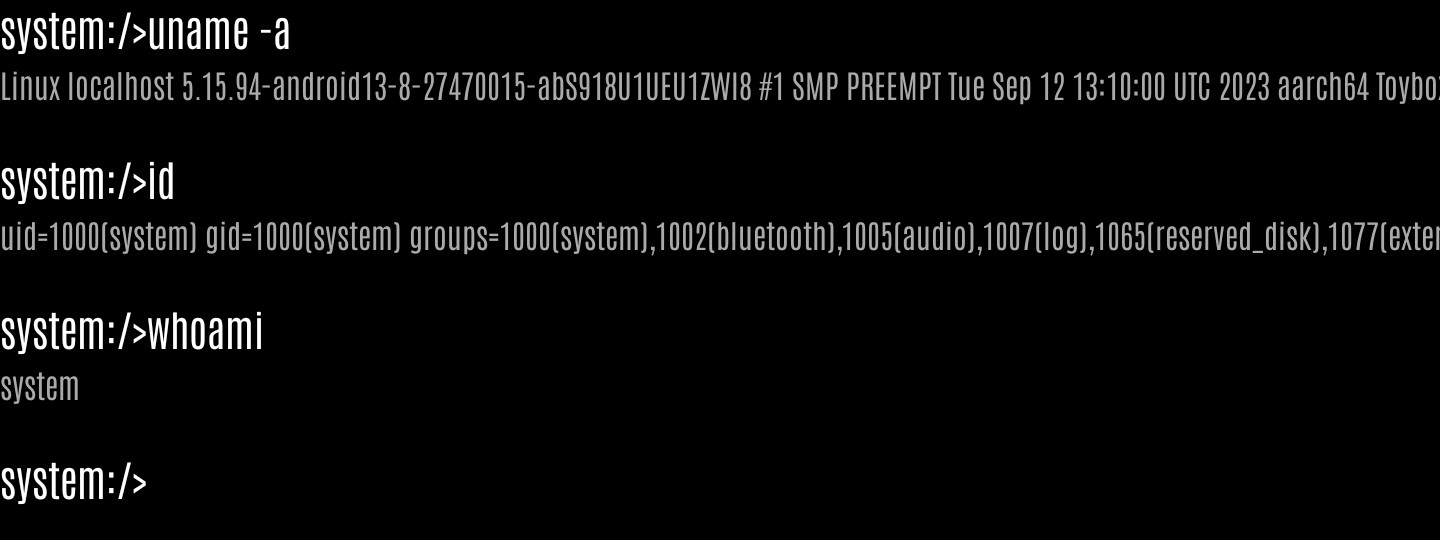 system:/>uname -a
Linux localhost 5.15.94-android13-8-27470015-abS918U1UEU1ZWI8 #1 SMP PREEMPT Tue Sep 12 13:10:00 UTC 2023 aarch64 Toybo
system:/>id
uid=1000(system) gid=1000(system) groups=1000(system),1002(bluetooth),1005(audio),1007(log),1065(reserved_disk),1077(exter
system:/>whoami
system
system:/>